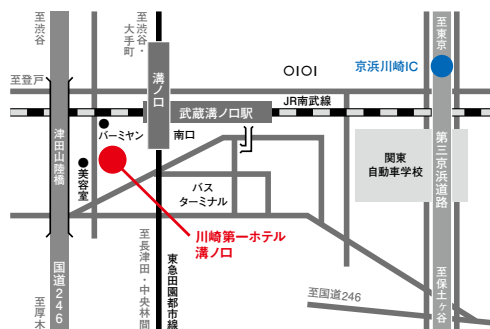 至渋谷
至渋谷・
大手町
至東京
京浜川崎IC
OIOI
至登戸
溝ノ口
JR南武線
武蔵溝ノ口駅
バーミヤン
南口
津田山陸橋
美容室
関東
自動車学校
第三京浜道路
バス
ターミナル
川崎第一ホテル
溝ノ口
国道246
至厚木
至長津田・中央林間
東急田園都市線
至国道246
至保土ヶ谷